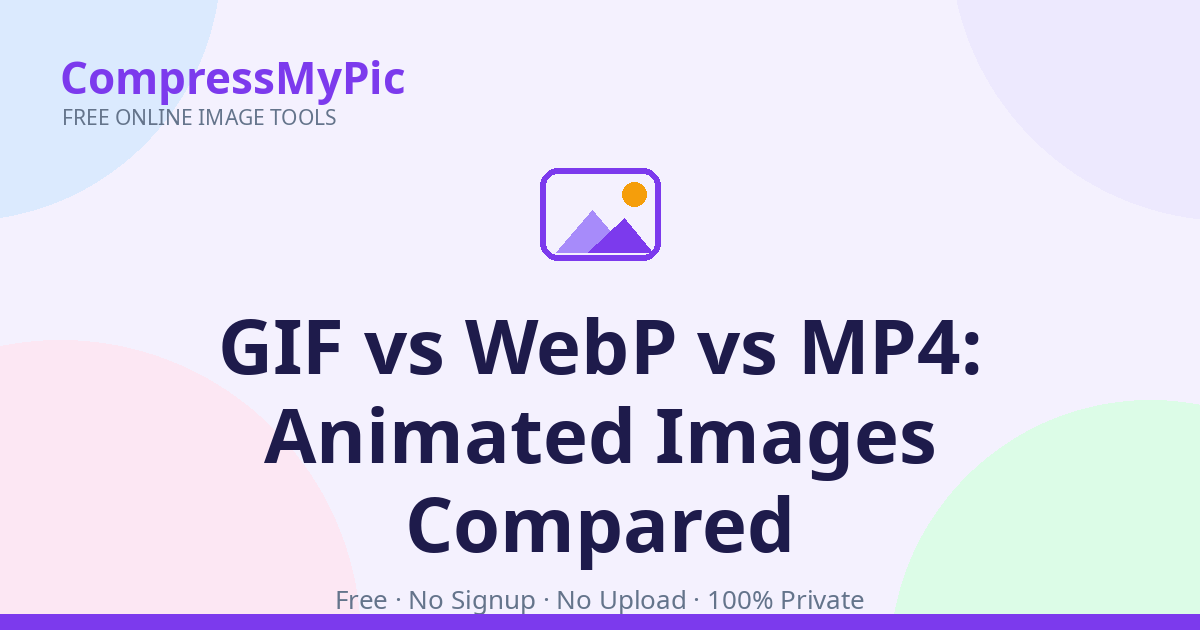 CompressMyPic
FREE ONLINE IMAGE TOOLS
GIF vs WebP vs MP4:
Animated Images
Compared
Free · No Signup · No Upload · 100% Private